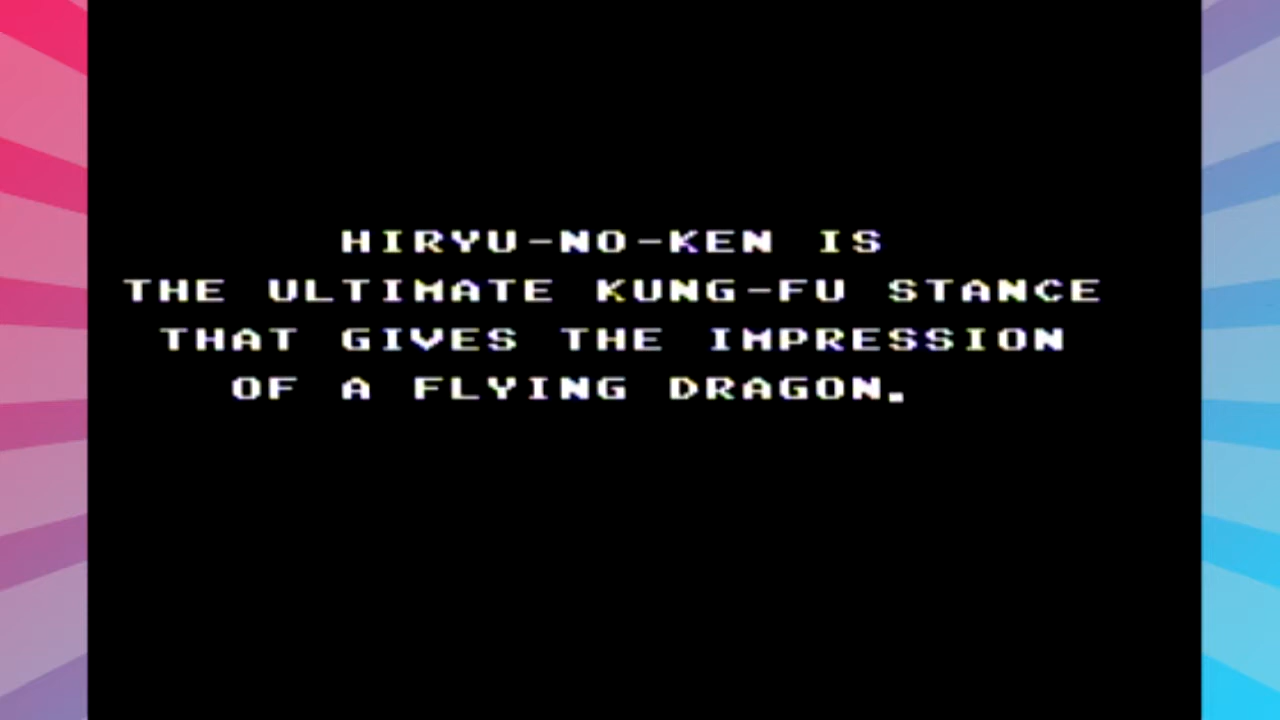 HIRYU-NO-KEN IS
THE ULTIMATE KUNG-FU STANCE
THAT GIVES THE IMPRESSION
OF A FLYING DRAGON.